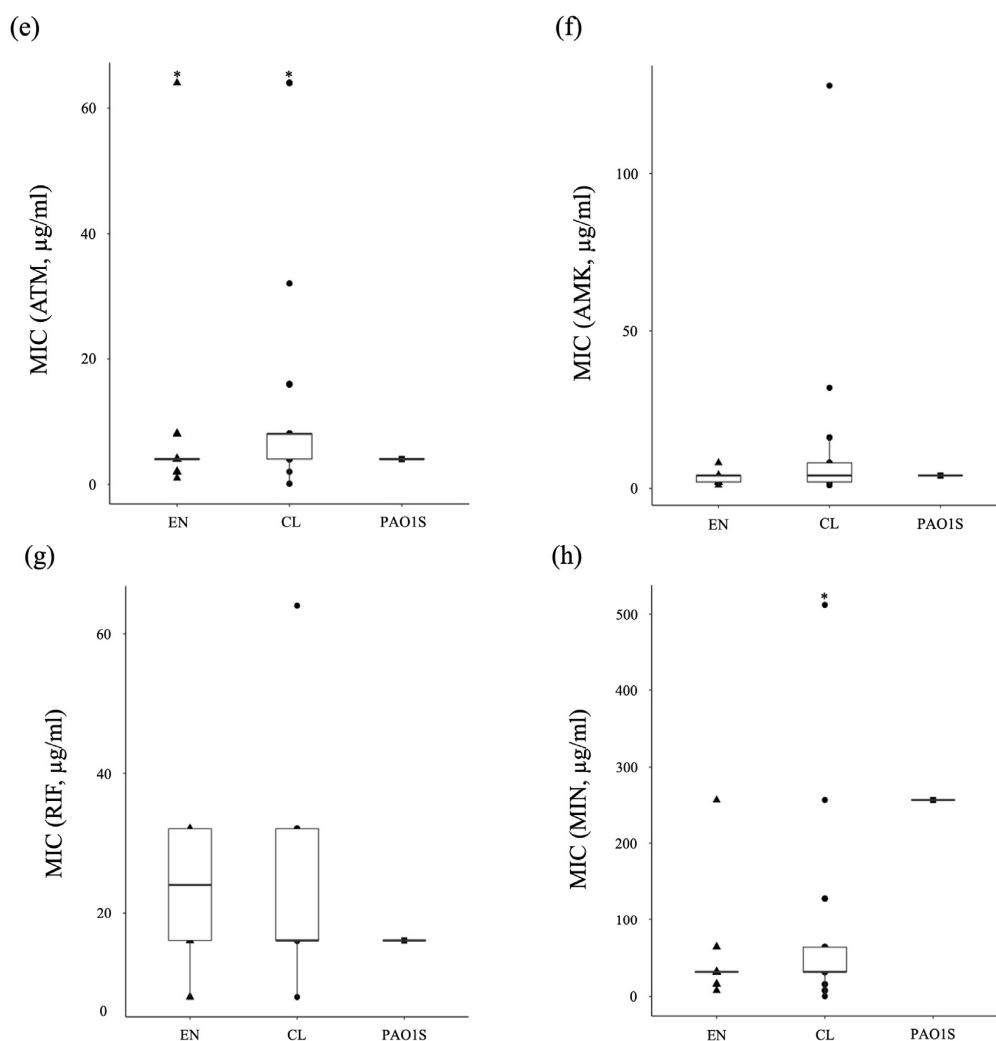 (e)
MIC (ATM, µg/ml)
60
40
20
0
*
*
EN
CL
PAO1S
(f)
MIC (AMK, µg/ml)
100
50
0
EN
CL
PAO1S
(g)
MIC (RIF, µg/ml)
60
40
20
0
EN
CL
PAO1S
(h)
MIC (MIN, µg/ml)
500
400
300
200
100
0
*
EN
CL
PAO1S